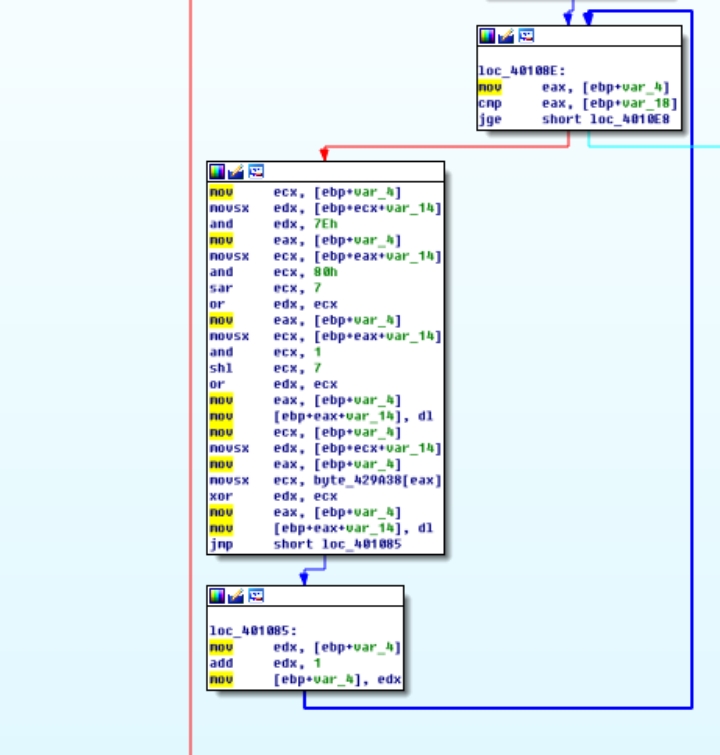 loc_40108E:
mov eax, [ebp+var_4]
cmp eax, [ebp+var_18]
jge short loc_4010E8
mov ecx, [ebp+var_4]
movsx edx, [ebp+ecx+var_14]
and edx, 7Eh
mov eax, [ebp+var_4]
movsx ecx, [ebp+eax+var_14]
and ecx, 80h
sar ecx, 7
or edx, ecx
mov eax, [ebp+var_4]
movsx ecx, [ebp+eax+var_14]
and ecx, 1
shl ecx, 7
or edx, ecx
mov eax, [ebp+var_4]
mov [ebp+eax+var_14], dl
mov ecx, [ebp+var_4]
movsx edx, [ebp+ecx+var_14]
mov eax, [ebp+var_4]
movsx ecx, byte_429A38[eax]
xor edx, ecx
mov eax, [ebp+var_4]
mov [ebp+eax+var_14], dl
jmp short loc_401085
loc_401085:
mov edx, [ebp+var_4]
add edx, 1
mov [ebp+var_4], edx